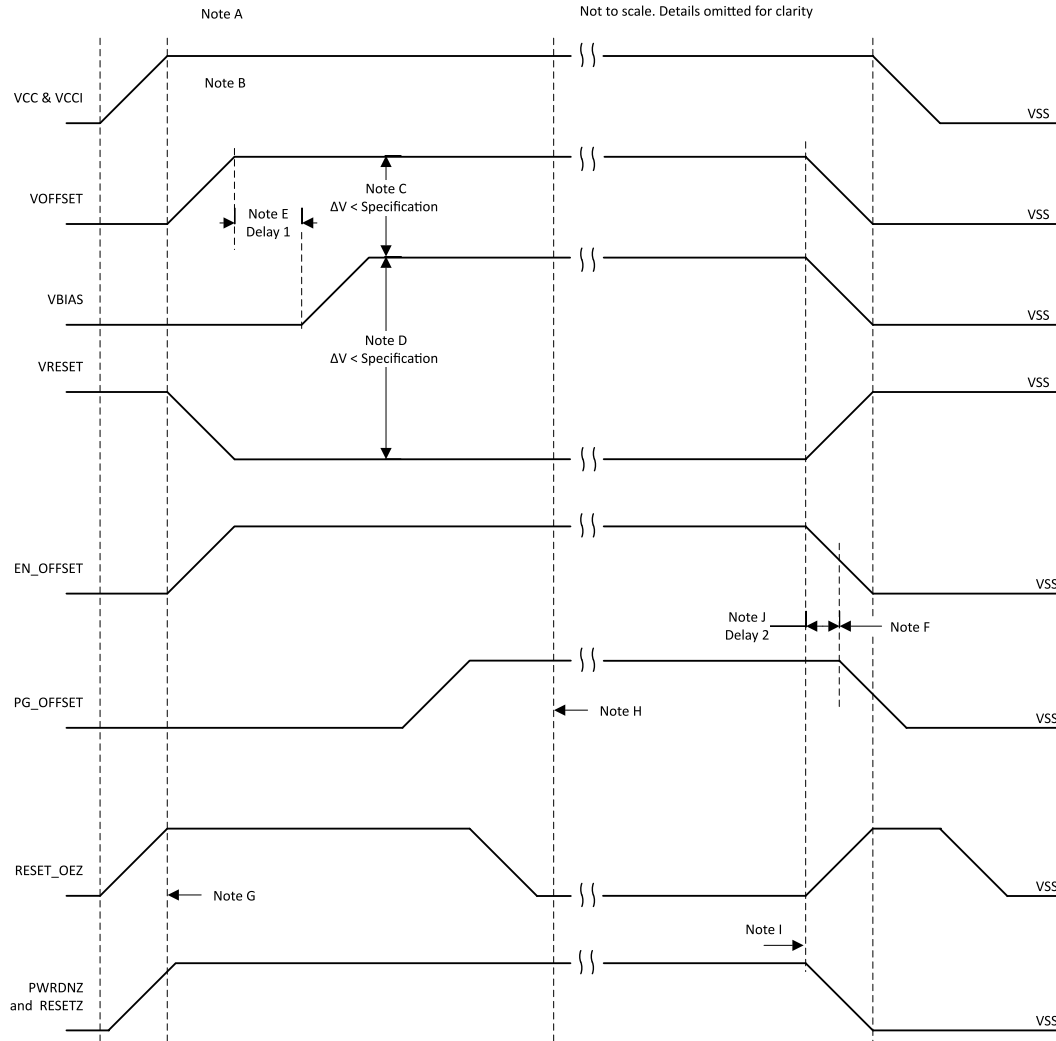 Note A
Not to scale. Details omitted for clarity
Note B
VCC & VCCI
VSS
VOFFSET
Note C
ΔV < Specification
Note E
Delay 1
VSS
VBIAS
VSS
Note D
ΔV < Specification
VRESET
VSS
EN_OFFSET
VSS
Note J
Delay 2
Note F
PG_OFFSET
Note H
VSS
RESET_OEZ
Note G
VSS
Note I
PWRDNZ
and RESETZ
VSS